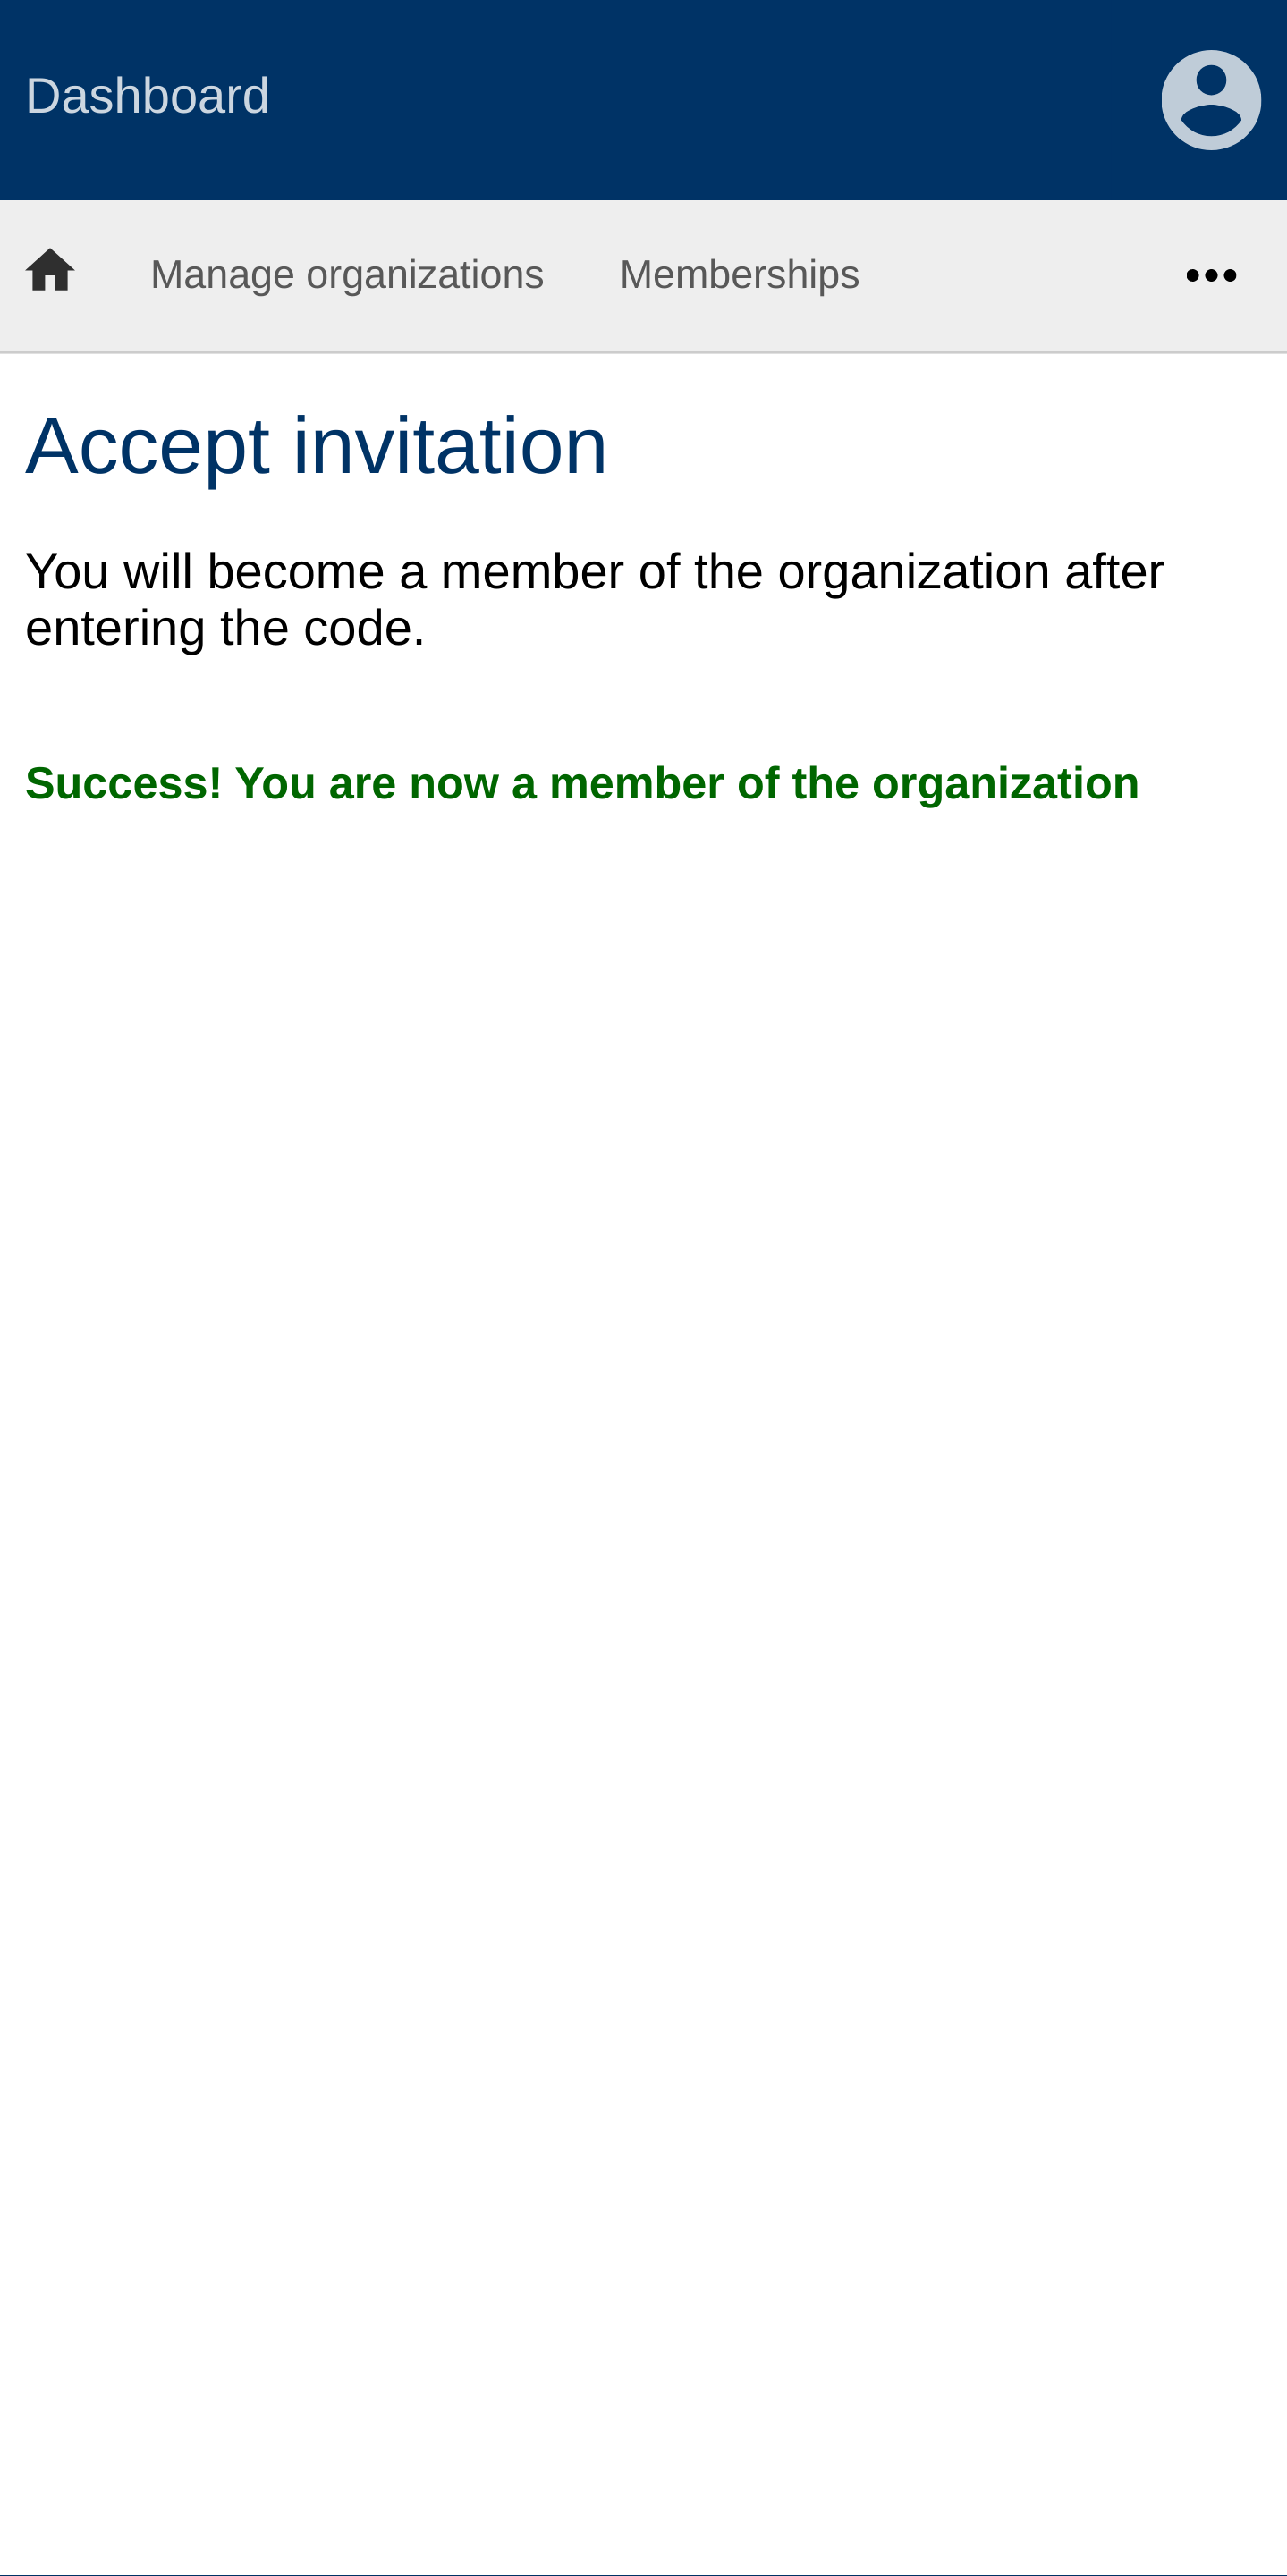 Dashboard
Manage organizations Memberships
Accept invitation
You will become a member of the organization after
entering the code.
Success! You are now a member of the organization